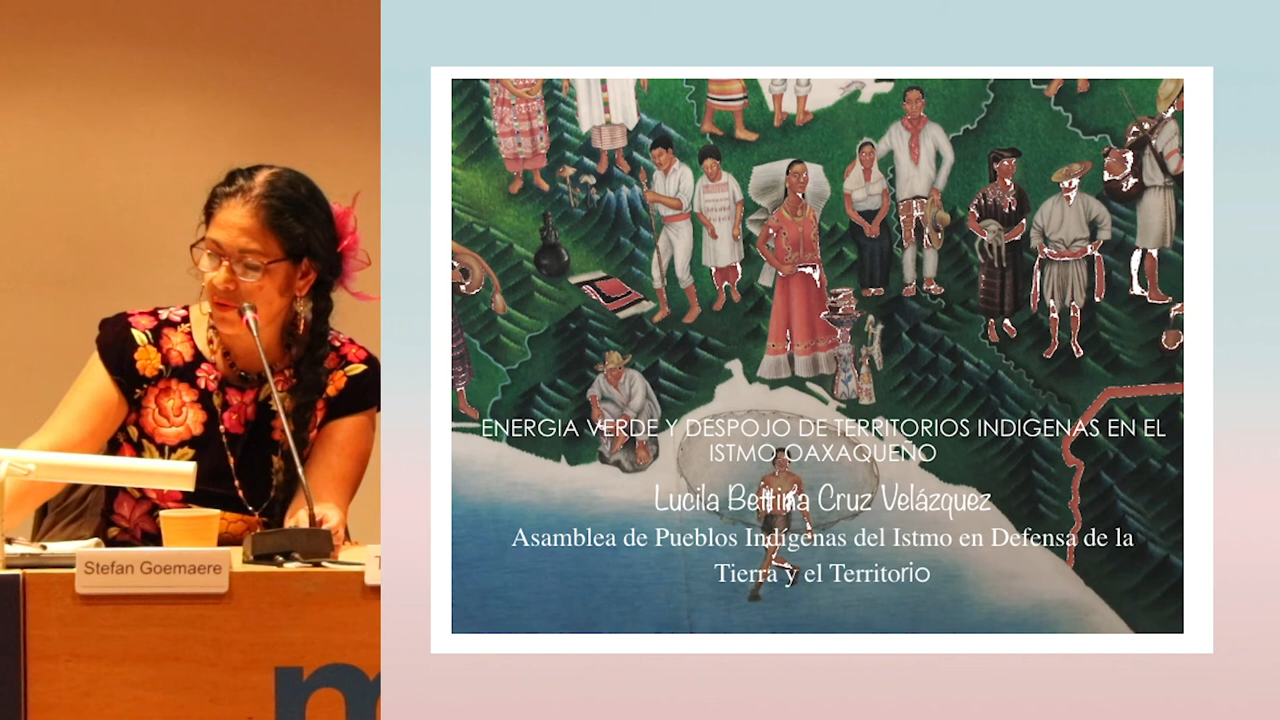 Stefan Goemaere
T
m
ENERGIA VERDE Y DESPOJO DE TERRITORIOS INDIGENAS EN EL
ISTMO OAXAQUEÑO
Lucila Bettina Cruz Velázquez
Asamblea de Pueblos Indígenas del Istmo en Defensa de la
Tierra y el Territorio